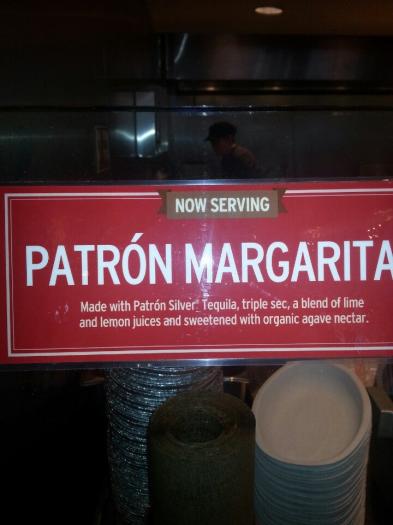 NOW SERVING
PATRÓN MARGARITA
Made with Patrón Silver® Tequila, triple sec, a blend of lime
and lemon juices and sweetened with organic agave nectar.